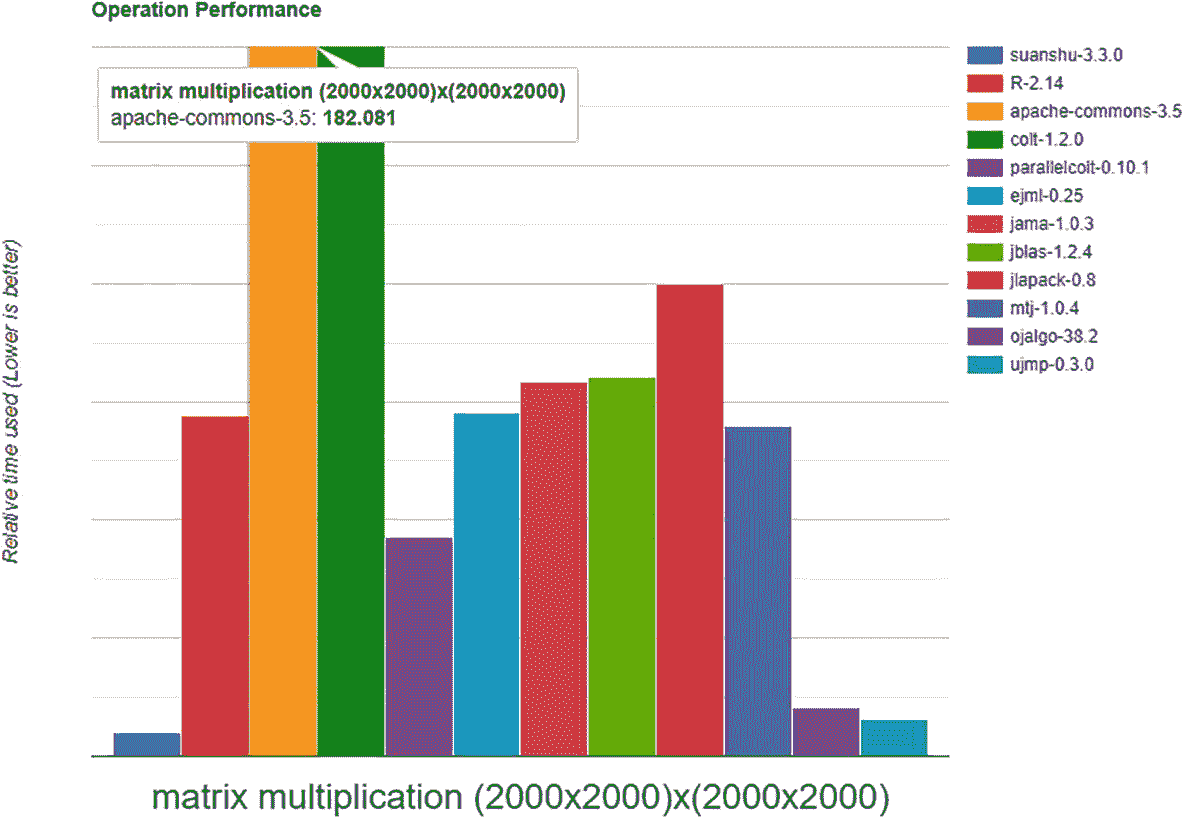 Operation Performance
matrix multiplication (2000x2000)x(2000x2000)
apache-commons-3.5: 182.081
Relative time used (Lower is better)
matrix multiplication (2000x2000)x(2000x2000)
suanshu-3.3.0
R-2.14
apache-commons-3.5
colt-1.2.0
parallelcolt-0.10.1
ejml-0.25
jama-1.0.3
jblas-1.2.4
jlapack-0.8
mtj-1.0.4
ojalgo-38.2
ujmp-0.3.0